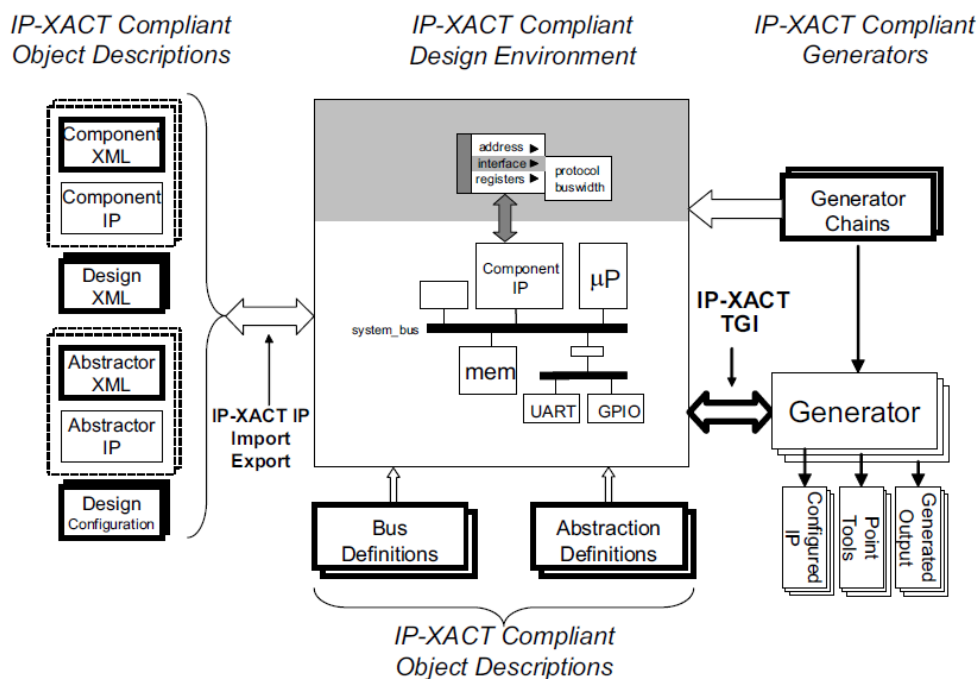 IP-XACT Compliant
Object Descriptions
IP-XACT Compliant
Design Environment
IP-XACT Compliant
Generators
Component
XML
Component
IP
Design
XML
Abstractor
XML
Abstractor
IP
Design
Configuration
IP-XACT IP
Import
Export
address
interface
registers
protocol
buswidth
Component
IP
µP
system_bus
mem
UART
GPIO
Generator
Chains
IP-XACT
TGI
Generator
Configured
IP
Point
Tools
Generated
Output
Bus
Definitions
Abstraction
Definitions
IP-XACT Compliant
Object Descriptions